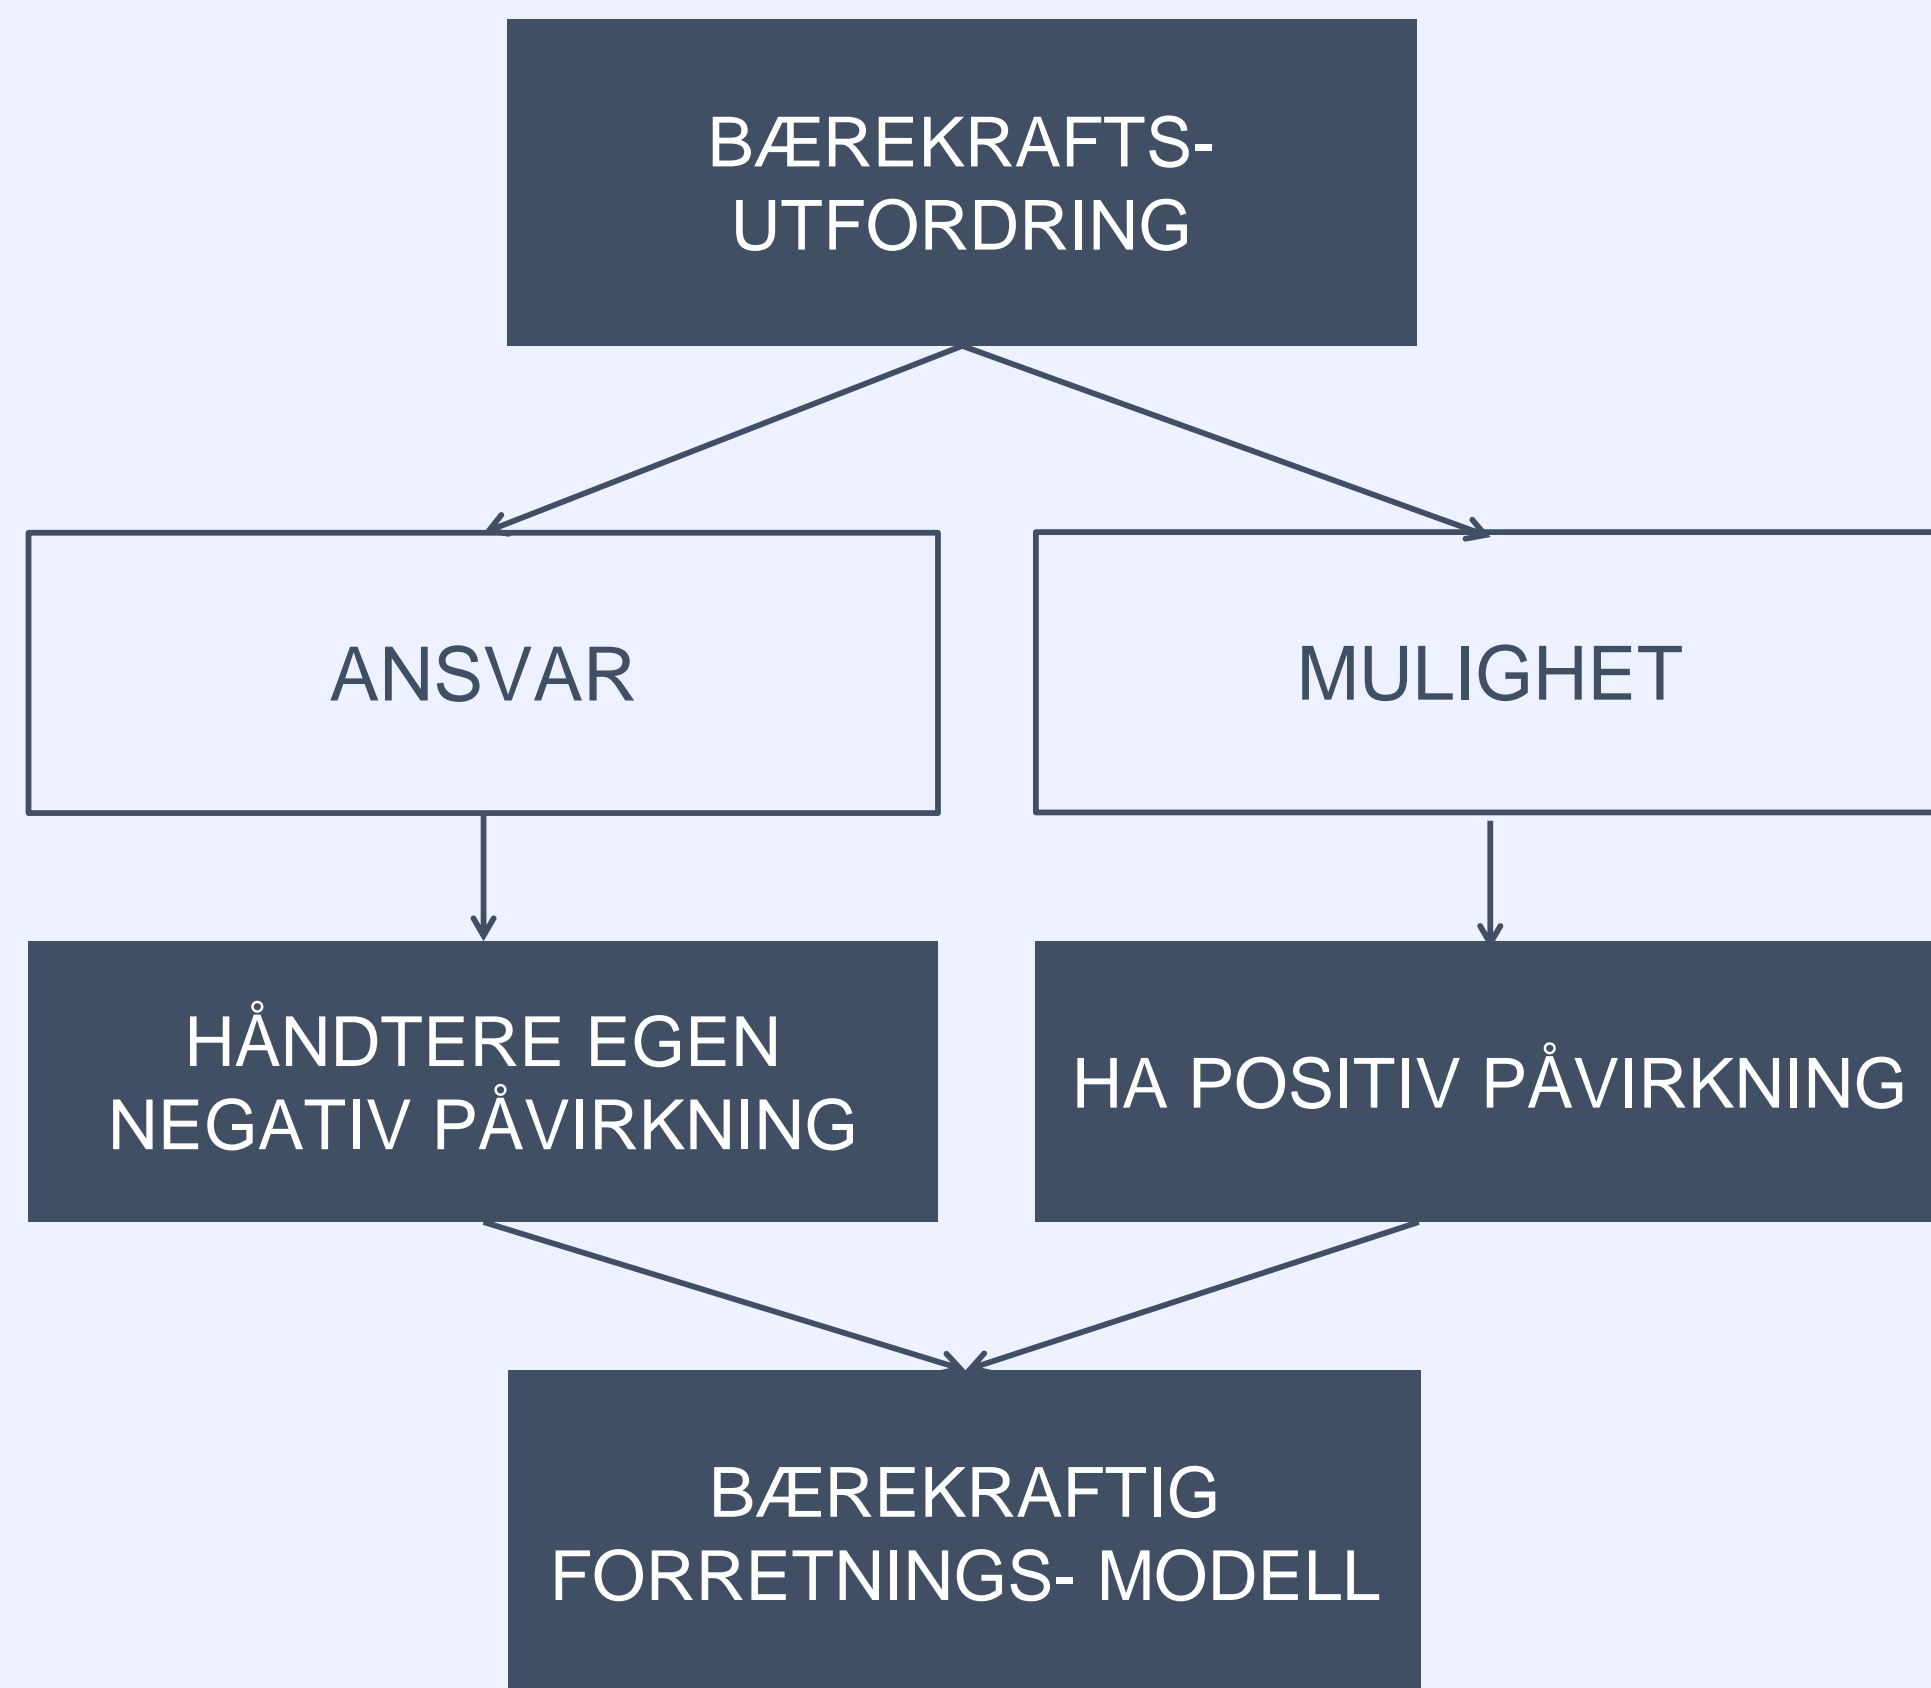 BÆREKRAFTS-
UTFORDRING
ANSVAR
MULIGHET
HÅNDTERE EGEN
NEGATIV PÅVIRKNING
HA POSITIV PÅVIRKNING
BÆREKRAFTIG
FORRETNINGS- MODELL